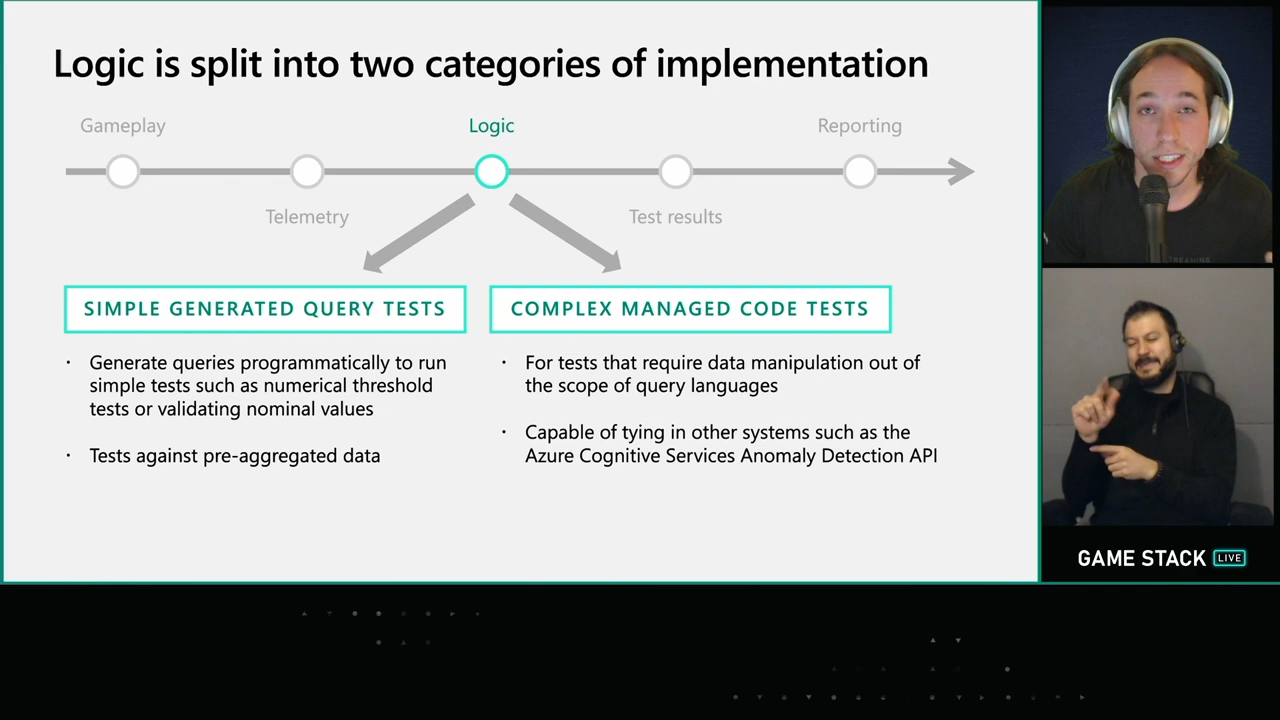 Logic is split into two categories of implementation
Gameplay
Logic
Reporting
Telemetry
Test results
SIMPLE GENERATED QUERY TESTS
· Generate queries programmatically to run
simple tests such as numerical threshold
tests or validating nominal values
· Tests against pre-aggregated data
COMPLEX MANAGED CODE TESTS
· For tests that require data manipulation out of
the scope of query languages
· Capable of tying in other systems such as the
Azure Cognitive Services Anomaly Detection API
GAME STACK LIVE